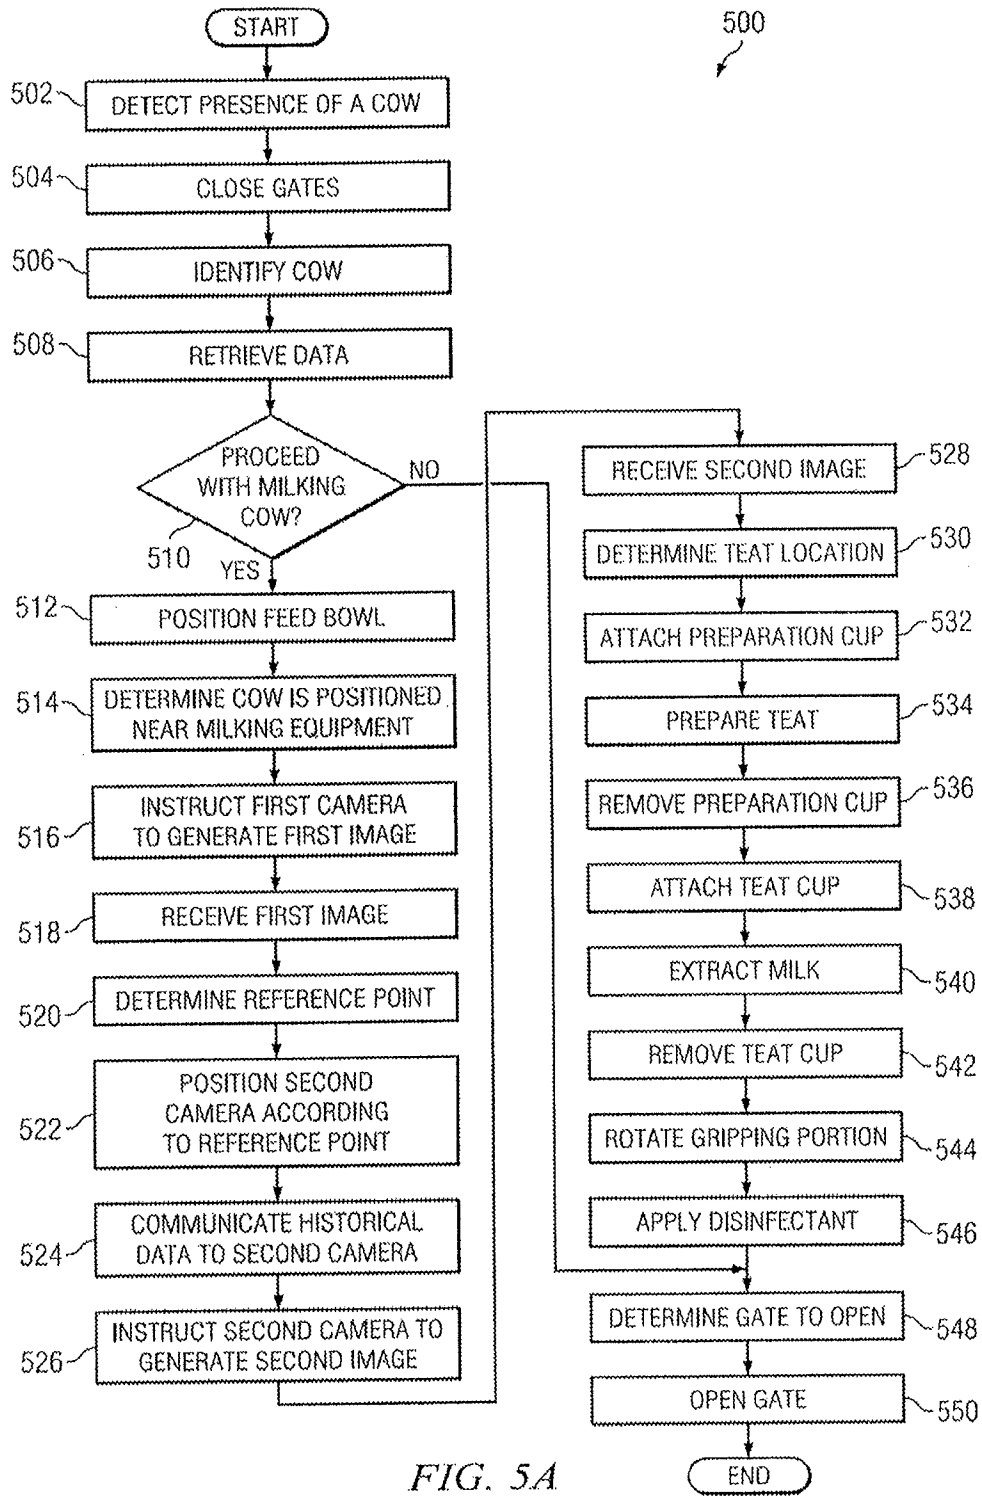 START
500
502
DETECT PRESENCE OF A COW
504
CLOSE GATES
506
IDENTIFY COW
508
RETRIEVE DATA
PROCEED
WITH MILKING
COW?
510
NO
YES
512
POSITION FEED BOWL
514
DETERMINE COW IS POSITIONED
NEAR MILKING EQUIPMENT
516
INSTRUCT FIRST CAMERA
TO GENERATE FIRST IMAGE
518
RECEIVE FIRST IMAGE
520
DETERMINE REFERENCE POINT
522
POSITION SECOND
CAMERA ACCORDING
TO REFERENCE POINT
524
COMMUNICATE HISTORICAL
DATA TO SECOND CAMERA
526
INSTRUCT SECOND CAMERA TO
GENERATE SECOND IMAGE
RECEIVE SECOND IMAGE
528
DETERMINE TEAT LOCATION
530
ATTACH PREPARATION CUP
532
PREPARE TEAT
534
REMOVE PREPARATION CUP
536
ATTACH TEAT CUP
538
EXTRACT MILK
540
REMOVE TEAT CUP
542
ROTATE GRIPPING PORTION
544
APPLY DISINFECTANT
546
DETERMINE GATE TO OPEN
548
OPEN GATE
550
END
FIG. 5A